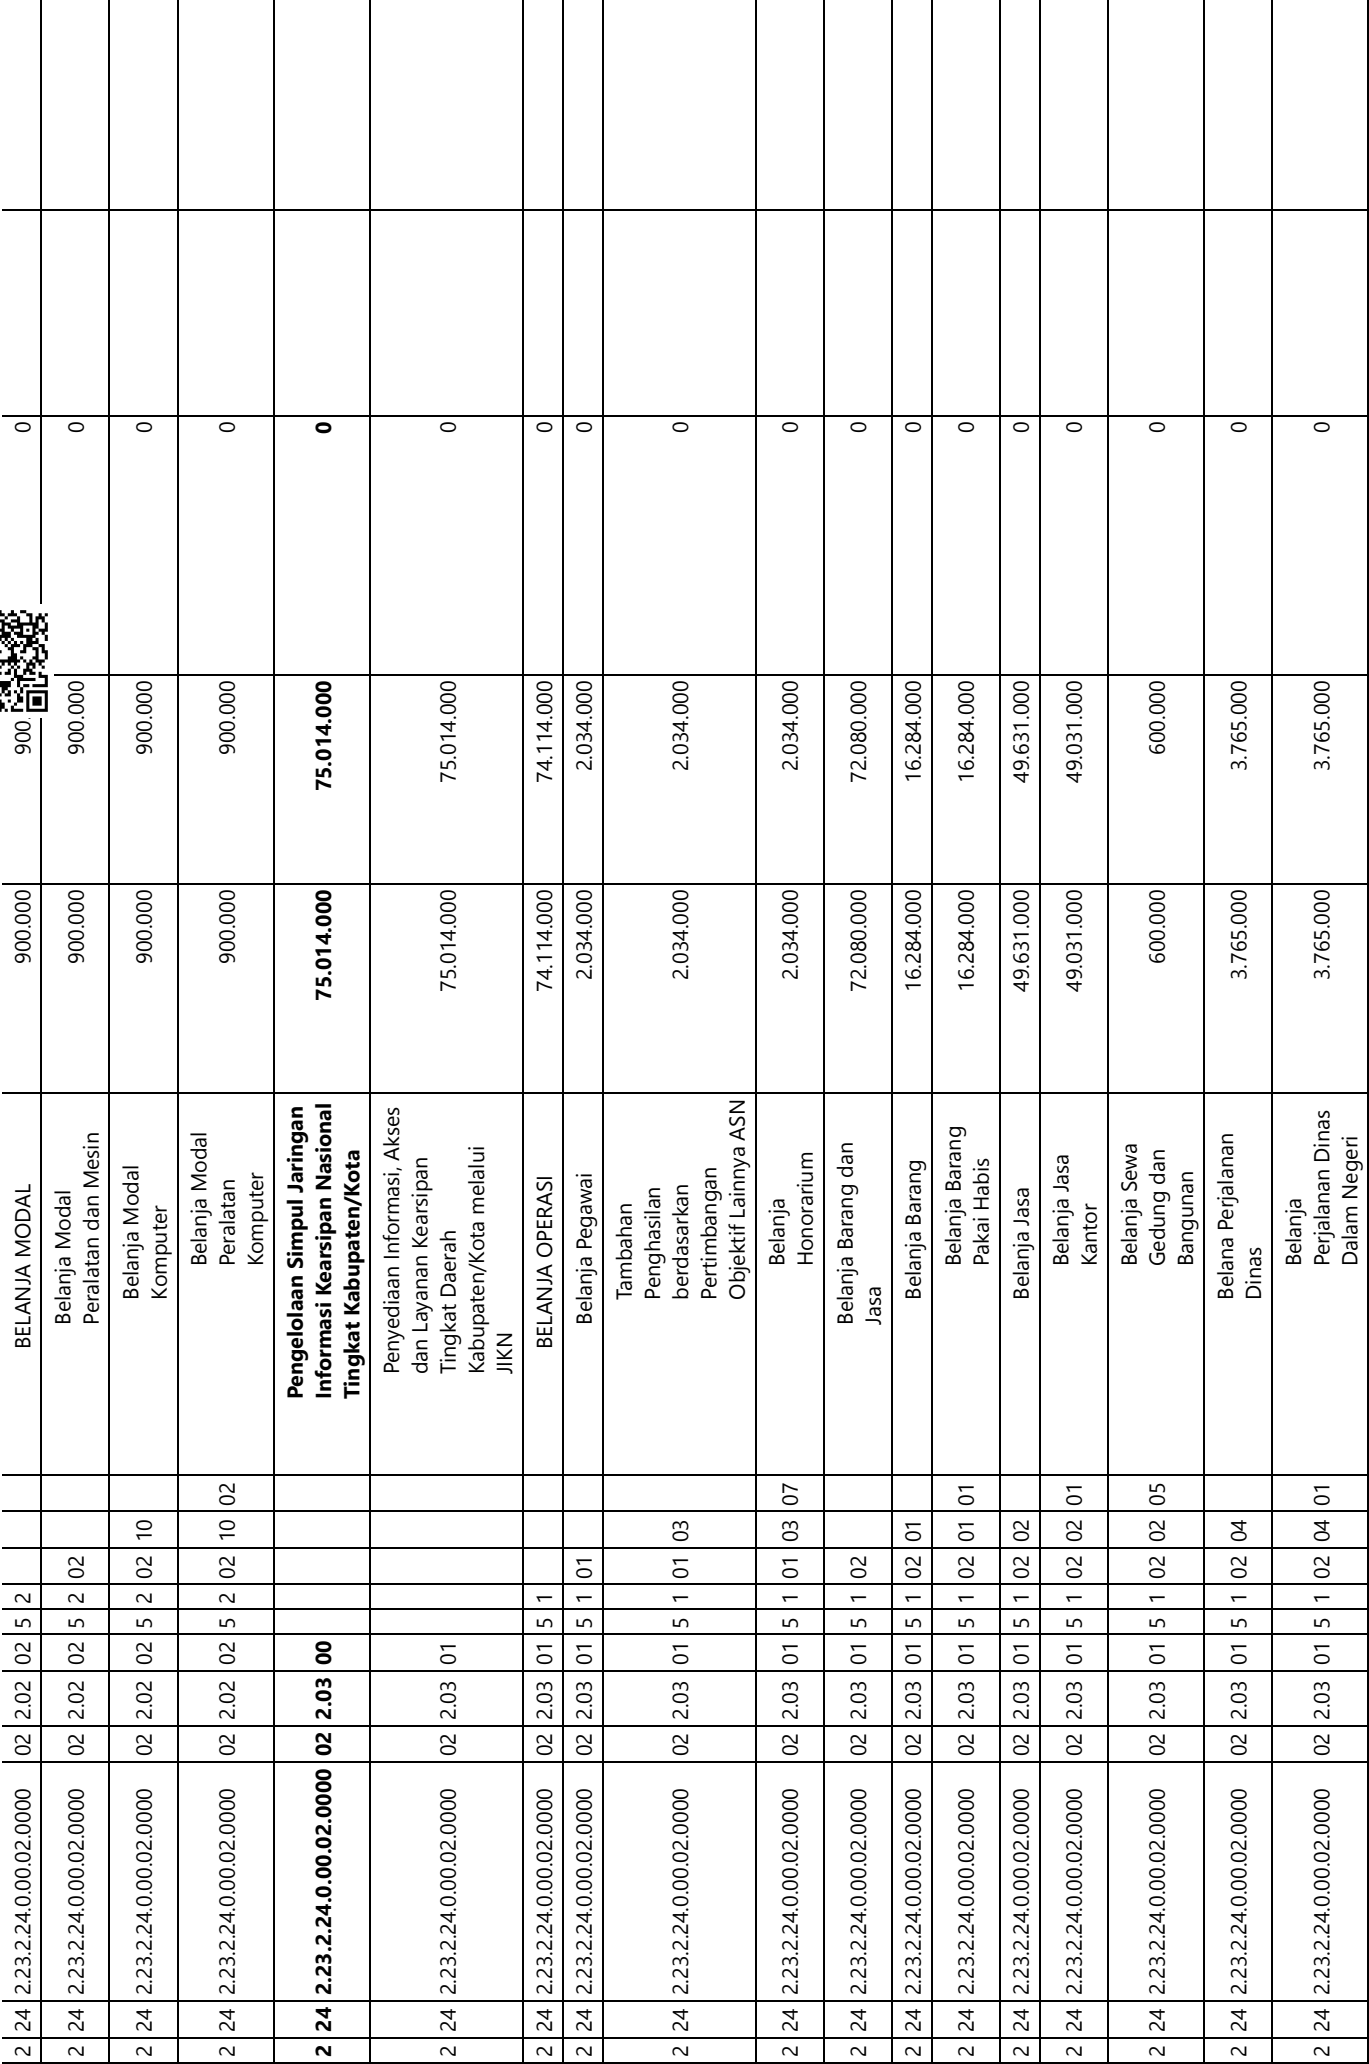 2 24 2.23.2.24.0.00.02.0000 02 2.02 02 5 2 BELANJA MODAL 900.000 900. 0
2 24 2.23.2.24.0.00.02.0000 02 2.02 02 5 2 02 Belanja Modal 900.000 900.000 0
Peralatan dan Mesin
2 24 2.23.2.24.0.00.02.0000 02 2.02 02 5 2 02 10 Belanja Modal 900.000 900.000 0
Komputer
2 24 2.23.2.24.0.00.02.0000 02 2.02 02 5 2 02 10 02 Belanja Modal 900.000 900.000 0
Peralatan
Komputer
2 24 2.23.2.24.0.00.02.0000 02 2.03 00 Pengelolaan Simpul Jaringan 75.014.000 75.014.000 0
Informasi Kearsipan Nasional
Tingkat Kabupaten/Kota
2 24 2.23.2.24.0.00.02.0000 02 2.03 01 Penyediaan Informasi, Akses 75.014.000 75.014.000 0
dan Layanan Kearsipan
Tingkat Daerah
Kabupaten/Kota melalui
JIKN
2 24 2.23.2.24.0.00.02.0000 02 2.03 01 5 1 BELANJA OPERASI 74.114.000 74.114.000 0
2 24 2.23.2.24.0.00.02.0000 02 2.03 01 5 1 01 Belanja Pegawai 2.034.000 2.034.000 0
2 24 2.23.2.24.0.00.02.0000 02 2.03 01 5 1 01 03 Tambahan 2.034.000 2.034.000 0
Penghasilan
berdasarkan
Pertimbangan
Objektif Lainnya ASN
2 24 2.23.2.24.0.00.02.0000 02 2.03 01 5 1 01 03 07 Belanja 2.034.000 2.034.000 0
Honorarium
2 24 2.23.2.24.0.00.02.0000 02 2.03 01 5 1 02 Belanja Barang dan 72.080.000 72.080.000 0
Jasa
2 24 2.23.2.24.0.00.02.0000 02 2.03 01 5 1 02 01 Belanja Barang 16.284.000 16.284.000 0
2 24 2.23.2.24.0.00.02.0000 02 2.03 01 5 1 02 01 01 Belanja Barang 16.284.000 16.284.000 0
Pakai Habis
2 24 2.23.2.24.0.00.02.0000 02 2.03 01 5 1 02 02 Belanja Jasa 49.631.000 49.631.000 0
2 24 2.23.2.24.0.00.02.0000 02 2.03 01 5 1 02 02 01 Belanja Jasa 49.031.000 49.031.000 0
Kantor
2 24 2.23.2.24.0.00.02.0000 02 2.03 01 5 1 02 02 05 Belanja Sewa 600.000 600.000 0
Gedung dan
Bangunan
2 24 2.23.2.24.0.00.02.0000 02 2.03 01 5 1 02 04 Belana Perjalanan 3.765.000 3.765.000 0
Dinas
2 24 2.23.2.24.0.00.02.0000 02 2.03 01 5 1 02 04 01 Belanja 3.765.000 3.765.000 0
Perjalanan Dinas
Dalam Negeri